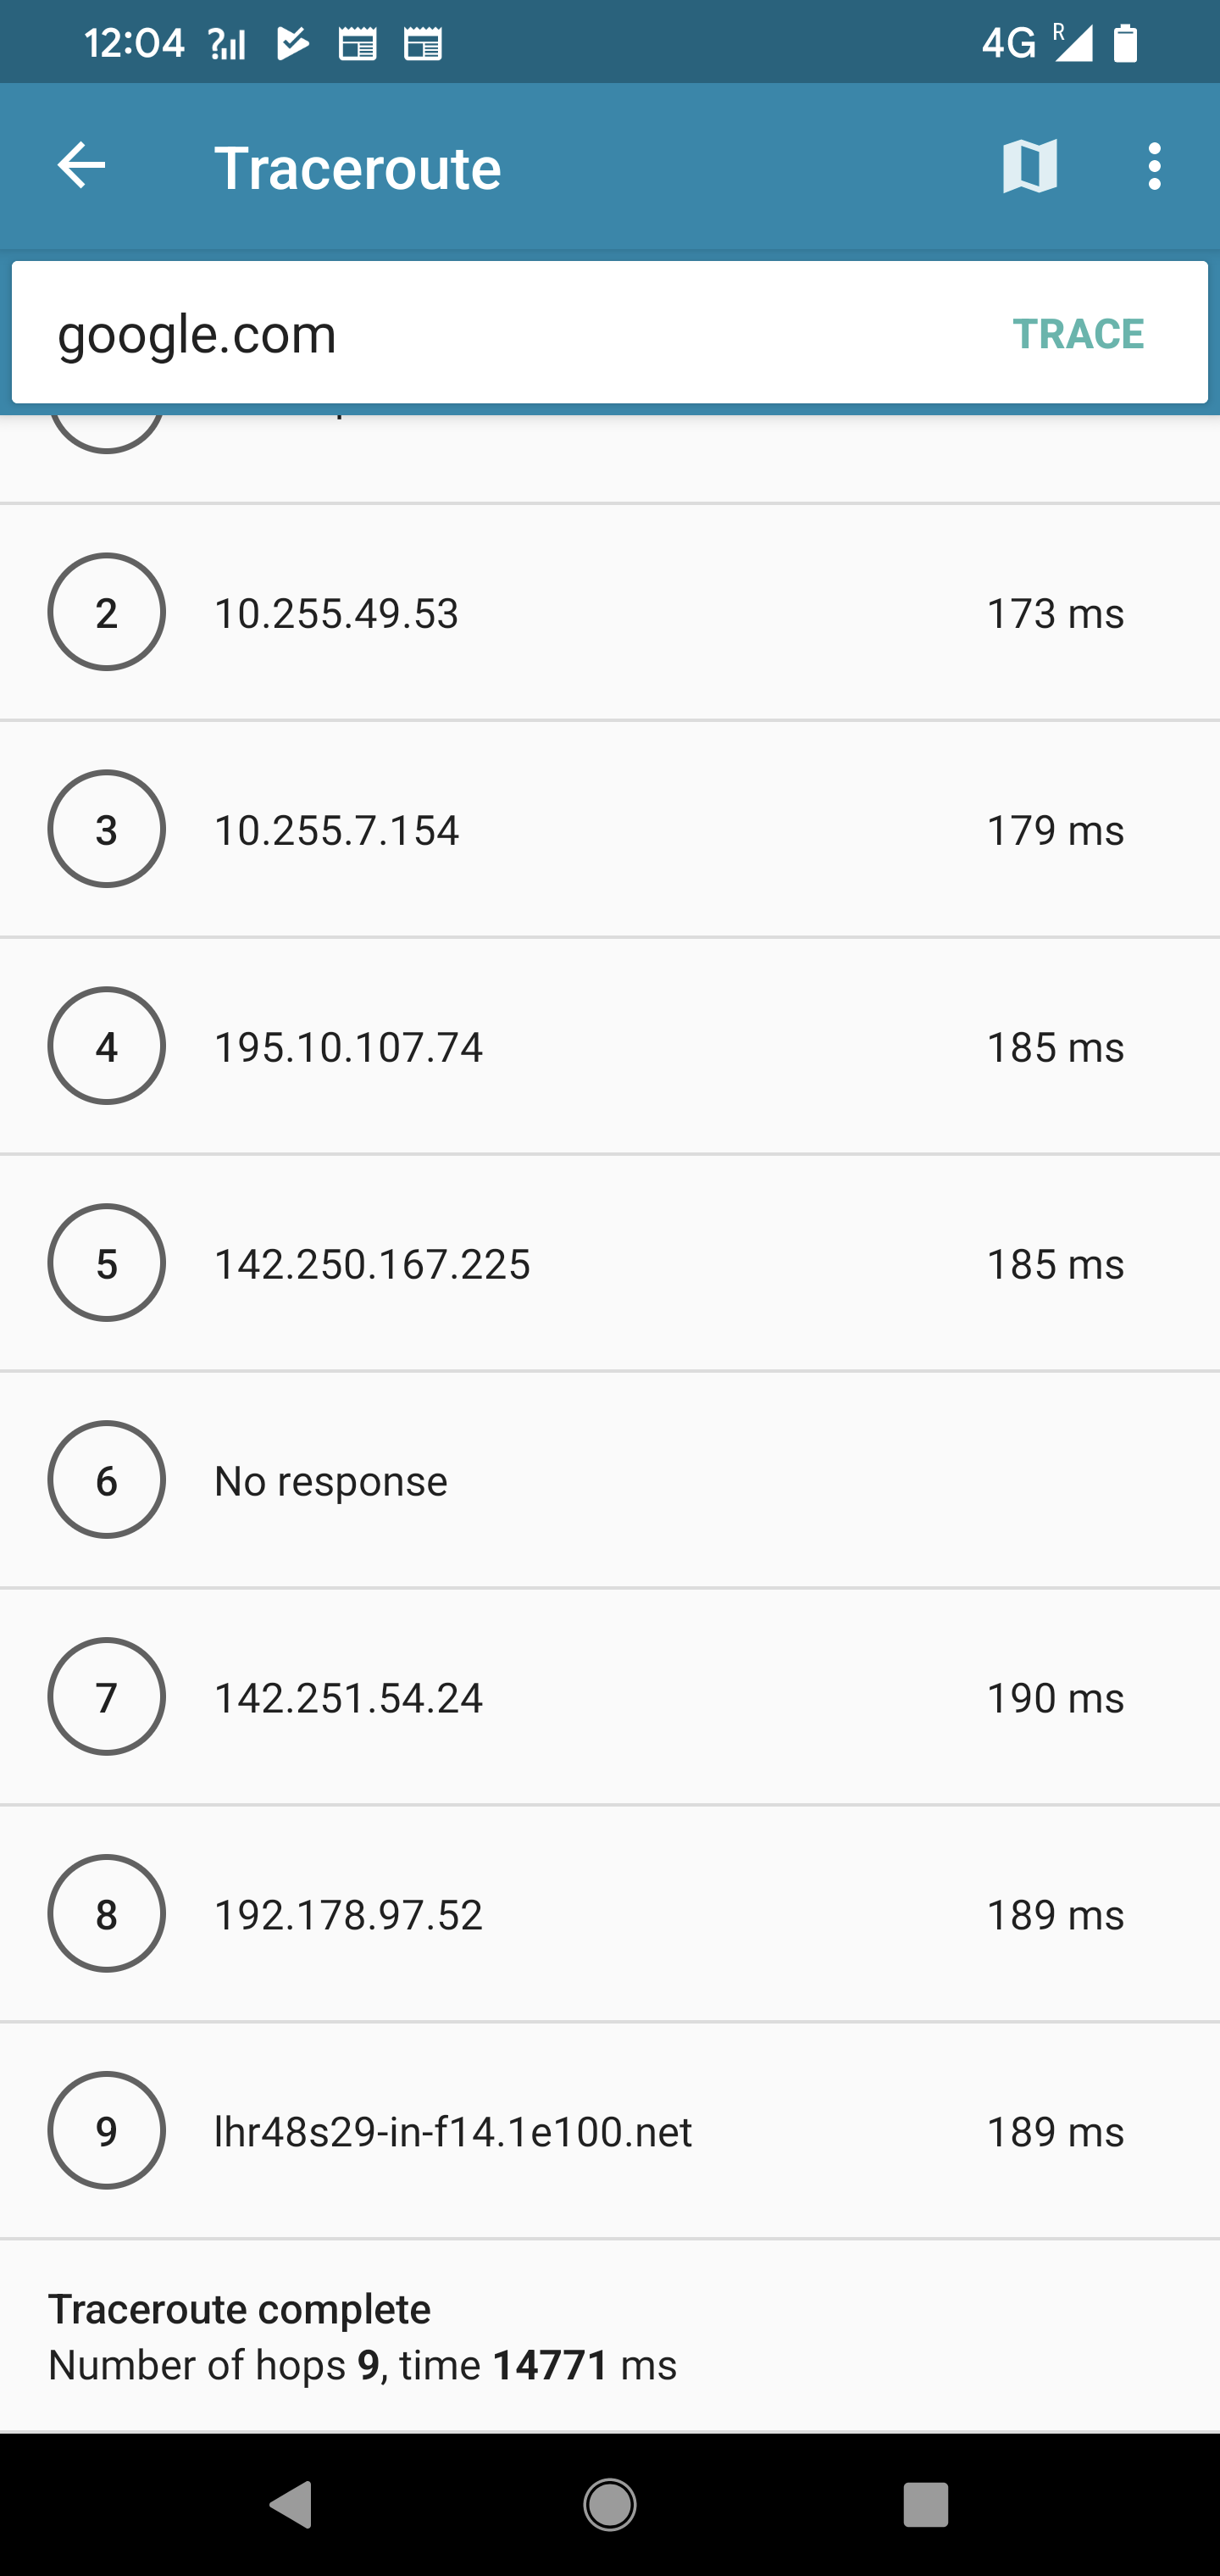 12:04 ? 4G R
Traceroute
google.com TRACE
2 10.255.49.53 173 ms
3 10.255.7.154 179 ms
4 195.10.107.74 185 ms
5 142.250.167.225 185 ms
6 No response
7 142.251.54.24 190 ms
8 192.178.97.52 189 ms
9 lhr48s29-in-f14.1e100.net 189 ms
Traceroute complete
Number of hops 9, time 14771 ms